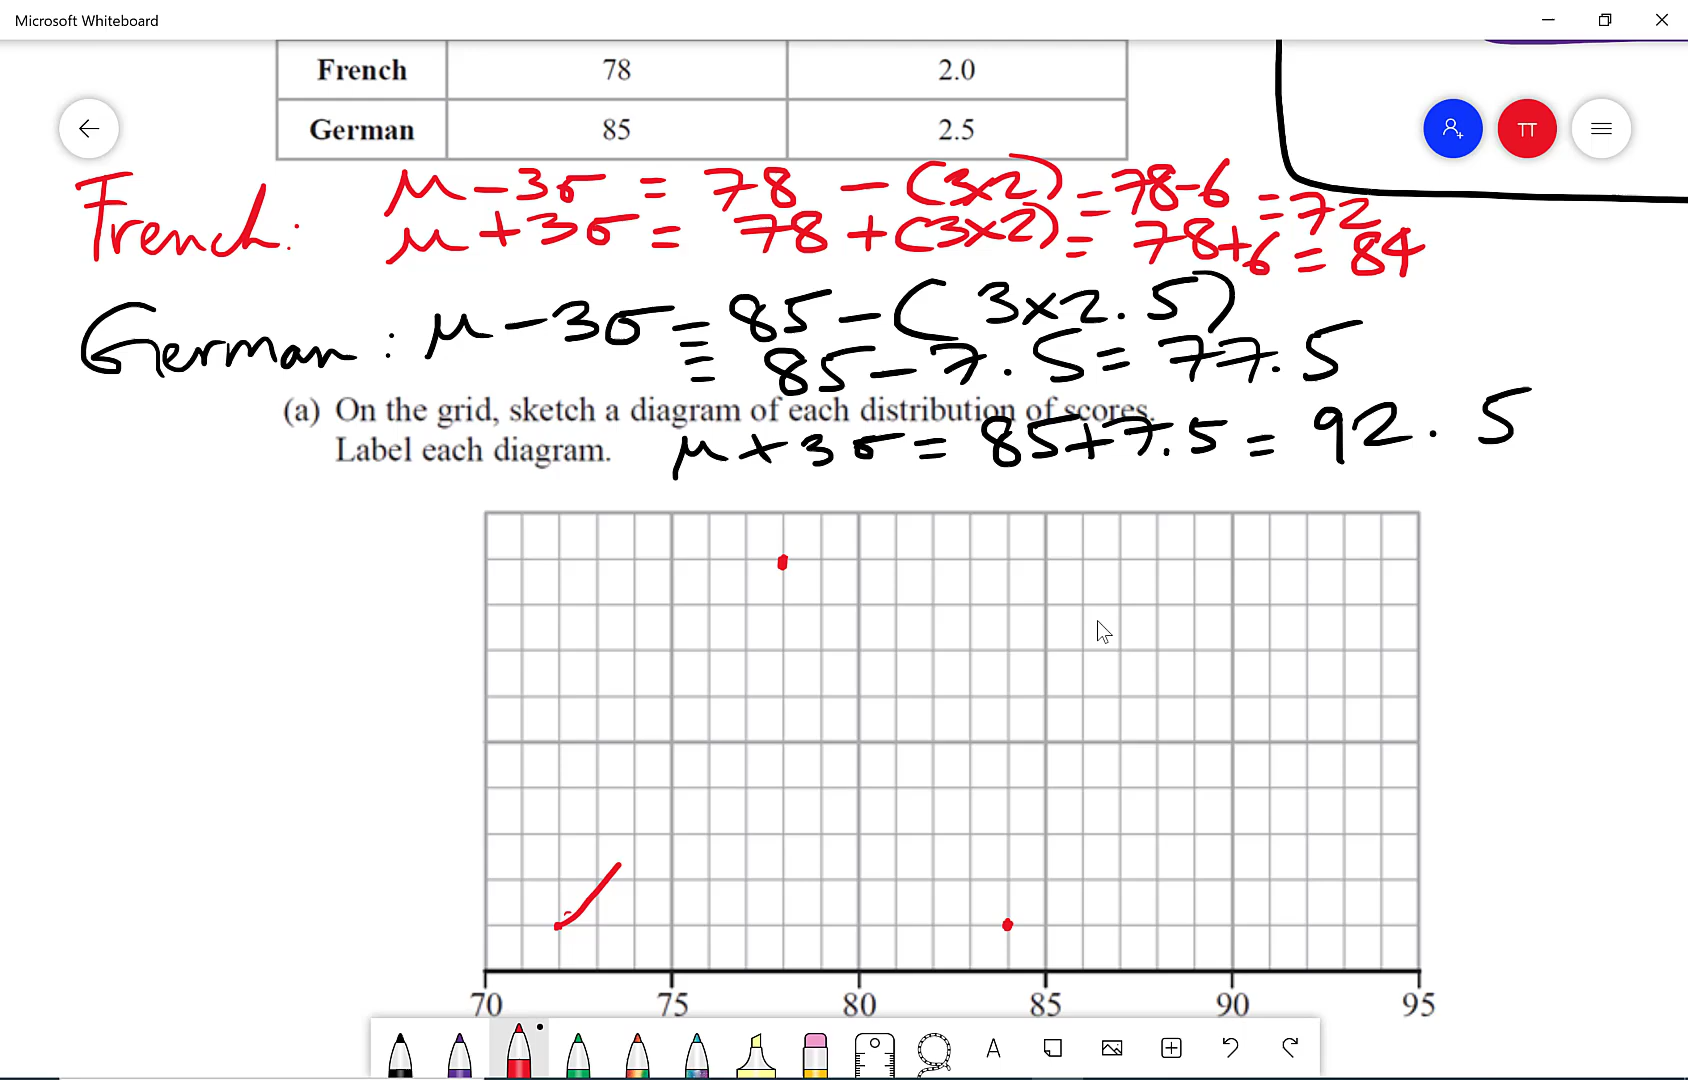 Microsoft Whiteboard
French 78 2.0
German 85 2.5
TT
French: μ-3σ = 78 - (3×2) = 78-6 = 72
μ+3σ = 78 + (3×2) = 78+6 = 84
German: μ-3σ = 85 - (3×2.5)
= 85 - 7.5 = 77.5
(a) On the grid, sketch a diagram of each distribution of scores.
Label each diagram.
μ+3σ = 85+7.5 = 92.5
70 75 80 85 90 95
A